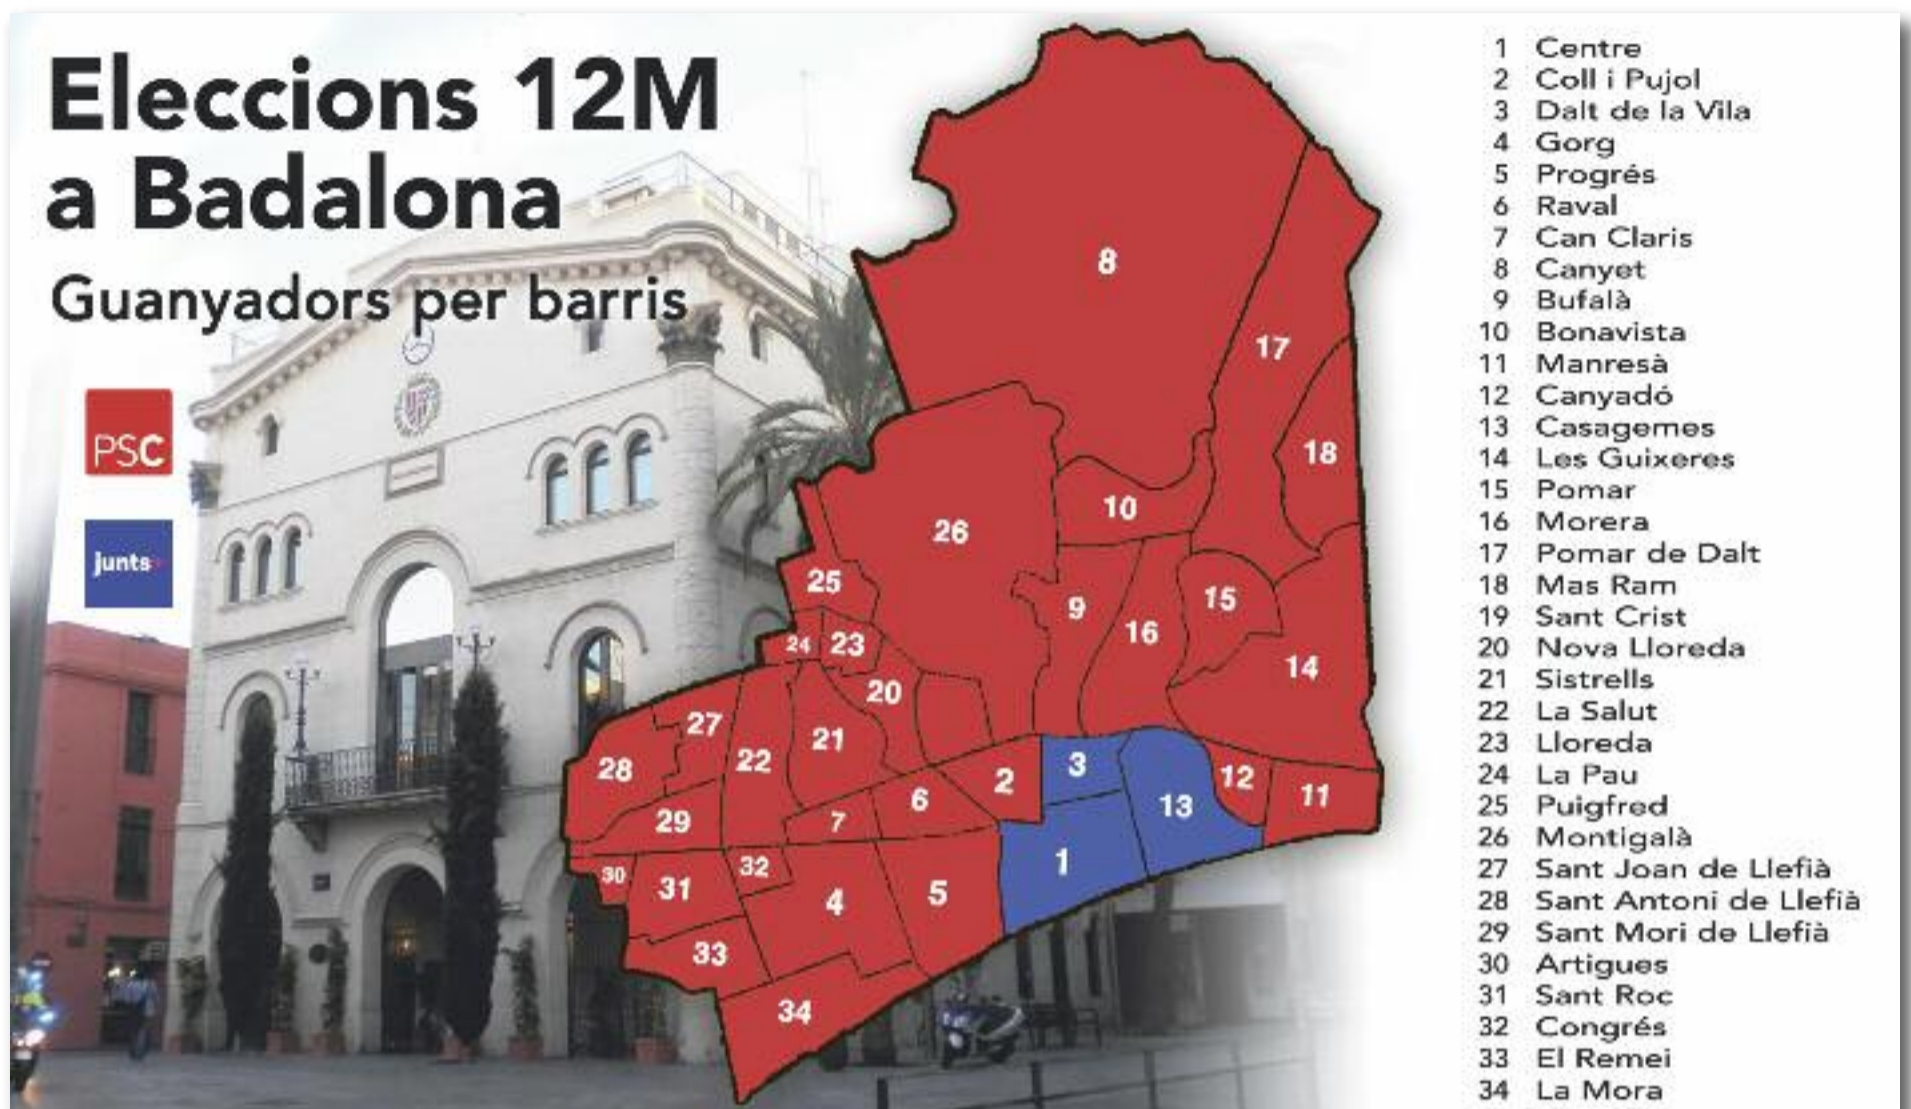 Eleccions 12M
a Badalona
Guanyadors per barris
PSC
junts+
8
17
18
10
26
25
9
15
16
24
23
14
20
27
21
22
28
3
2
12
13
11
6
29
7
1
32
30
31
4
5
33
34
1 Centre
2 Coll i Pujol
3 Dalt de la Vila
4 Gorg
5 Progrés
6 Raval
7 Can Claris
8 Canyet
9 Bufalà
10 Bonavista
11 Manresà
12 Canyadó
13 Casagemes
14 Les Guixeres
15 Pomar
16 Morera
17 Pomar de Dalt
18 Mas Ram
19 Sant Crist
20 Nova Lloreda
21 Sistrells
22 La Salut
23 Lloreda
24 La Pau
25 Puigfred
26 Montigalà
27 Sant Joan de Llefià
28 Sant Antoni de Llefià
29 Sant Mori de Llefià
30 Artigues
31 Sant Roc
32 Congrés
33 El Remei
34 La Mora